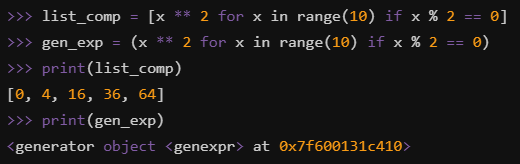 >>> list_comp = [x ** 2 for x in range(10) if x % 2 == 0]
>>> gen_exp = (x ** 2 for x in range(10) if x % 2 == 0)
>>> print(list_comp)
[0, 4, 16, 36, 64]
>>> print(gen_exp)
<generator object <genexpr> at 0x7f600131c410>